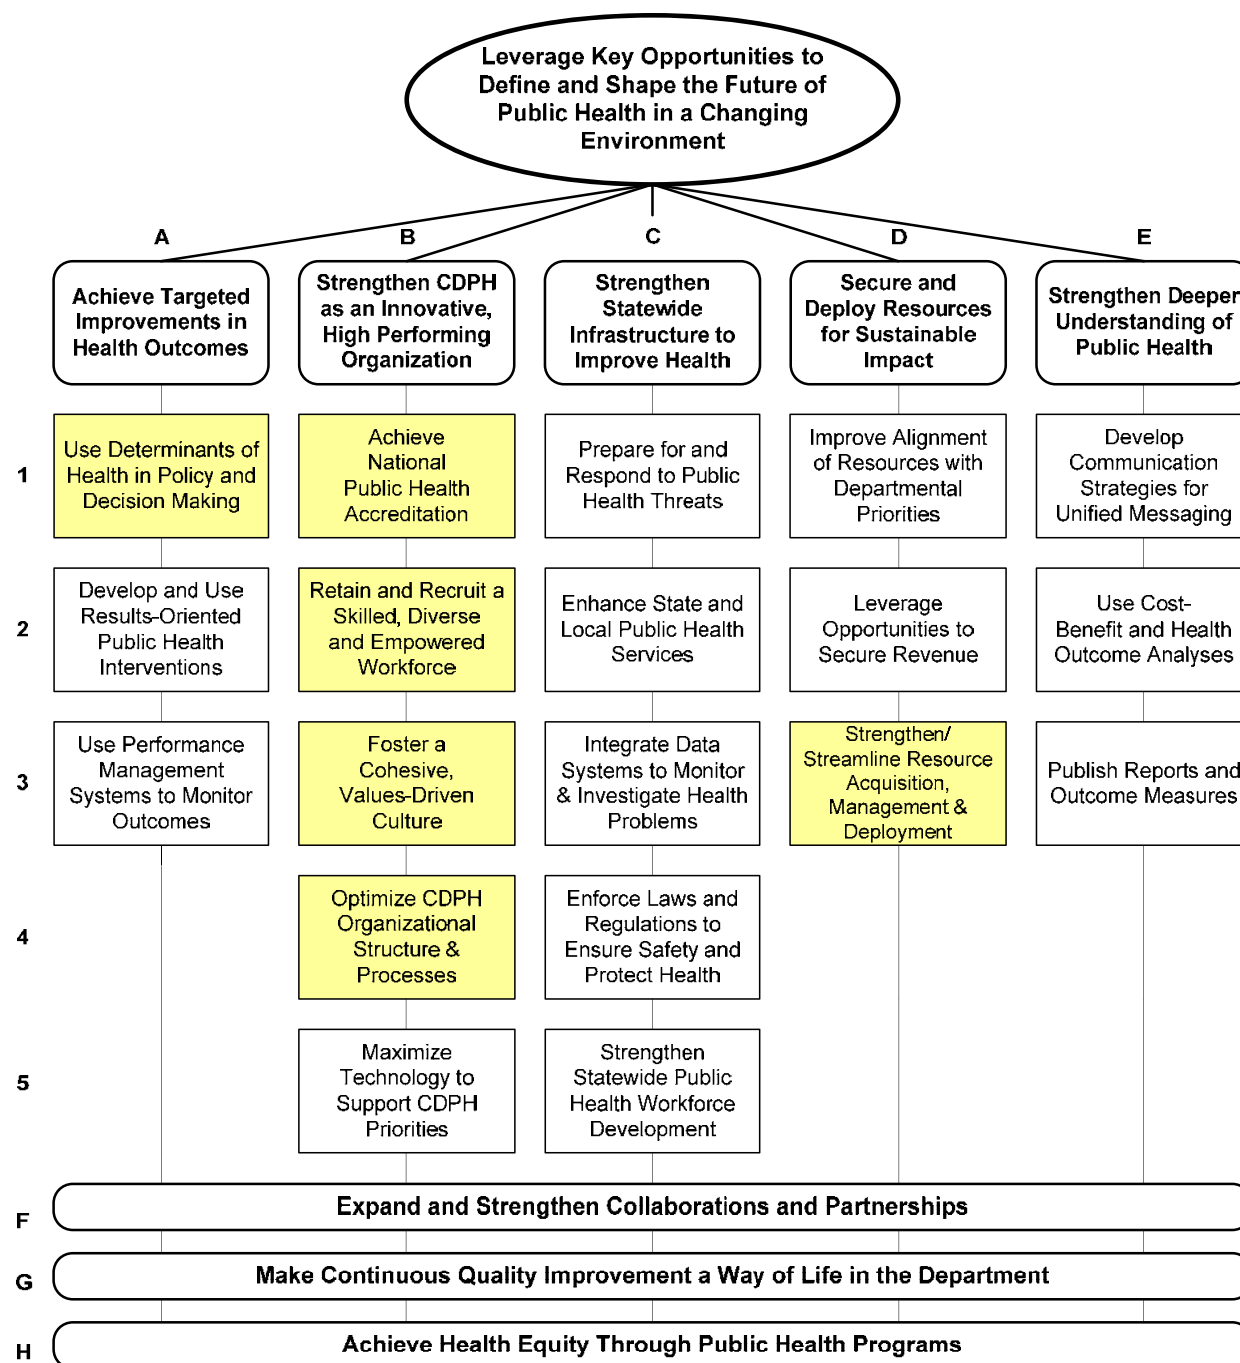 Leverage Key Opportunities to
Define and Shape the Future of
Public Health in a Changing
Environment
A
B
C
D
E
Achieve Targeted
Improvements in
Health Outcomes
Strengthen CDPH
as an Innovative,
High Performing
Organization
Strengthen
Statewide
Infrastructure to
Improve Health
Secure and
Deploy Resources
for Sustainable
Impact
Strengthen Deeper
Understanding of
Public Health
1
Use Determinants of
Health in Policy and
Decision Making
Achieve
National
Public Health
Accreditation
Prepare for and
Respond to Public
Health Threats
Improve Alignment
of Resources with
Departmental
Priorities
Develop
Communication
Strategies for
Unified Messaging
2
Develop and Use
Results-Oriented
Public Health
Interventions
Retain and Recruit a
Skilled, Diverse
and Empowered
Workforce
Enhance State and
Local Public Health
Services
Leverage
Opportunities to
Secure Revenue
Use Cost-
Benefit and Health
Outcome Analyses
3
Use Performance
Management
Systems to Monitor
Outcomes
Foster a
Cohesive,
Values-Driven
Culture
Integrate Data
Systems to Monitor
& Investigate Health
Problems
Strengthen/
Streamline Resource
Acquisition,
Management &
Deployment
Publish Reports and
Outcome Measures
4
Optimize CDPH
Organizational
Structure &
Processes
Enforce Laws and
Regulations to
Ensure Safety and
Protect Health
5
Maximize
Technology to
Support CDPH
Priorities
Strengthen
Statewide Public
Health Workforce
Development
F
Expand and Strengthen Collaborations and Partnerships
G
Make Continuous Quality Improvement a Way of Life in the Department
H
Achieve Health Equity Through Public Health Programs